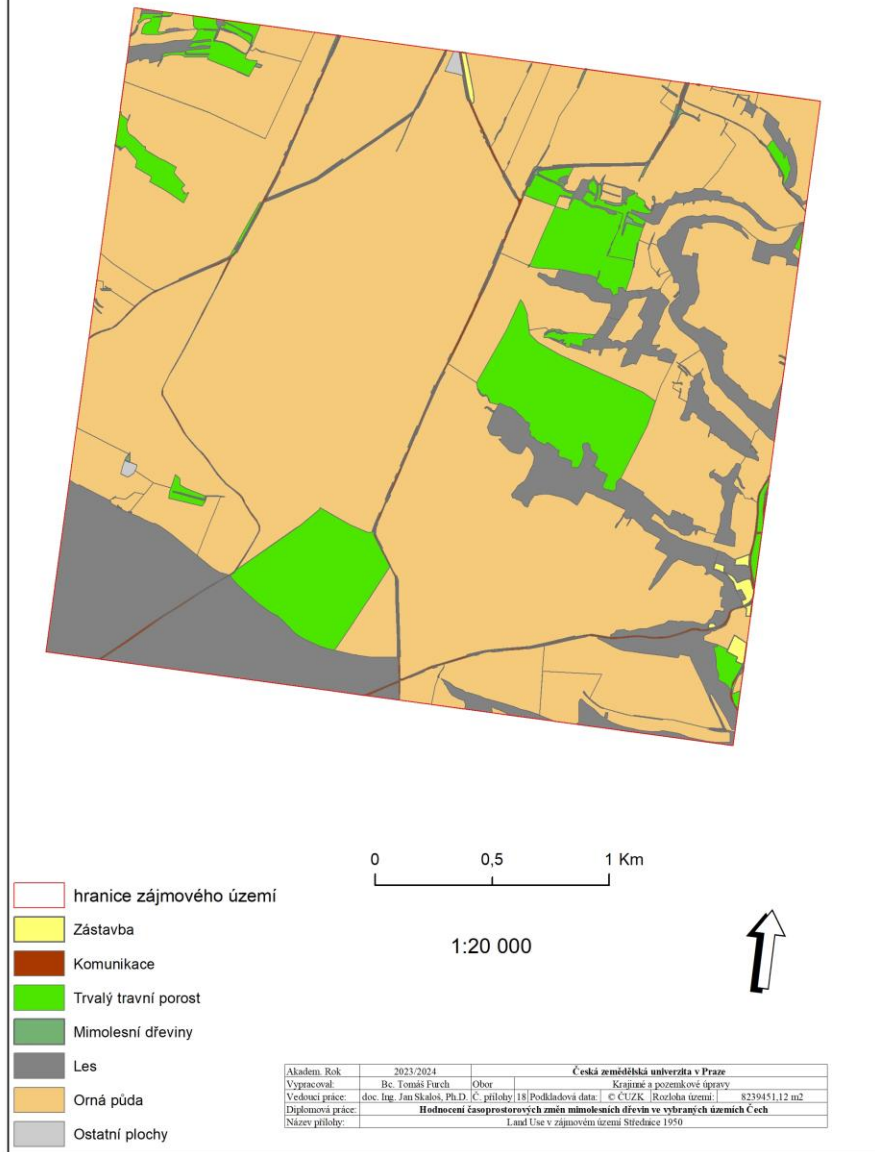 0 0,5 1 Km
1:20 000
hranice zájmového území
Zástavba
Komunikace
Trvalý travní porost
Mimolesní dřeviny
Les
Orná půda
Ostatní plochy
Akadem. Rok 2023/2024 Česká zemědělská univerzita v Praze
Vypracoval: Bc. Tomáš Furch Obor Krajinné a pozemkové úpravy
Vedoucí práce: doc. Ing. Jan Skaloš, Ph.D. Č. přílohy 18 Podkladová data: © ČUZK Rozloha území: 8239451,12 m2
Diplomová práce: Hodnocení časoprostorových změn mimolesních dřevin ve vybraných územích Čech
Název přílohy: Land Use v zájmovém území Střednice 1950